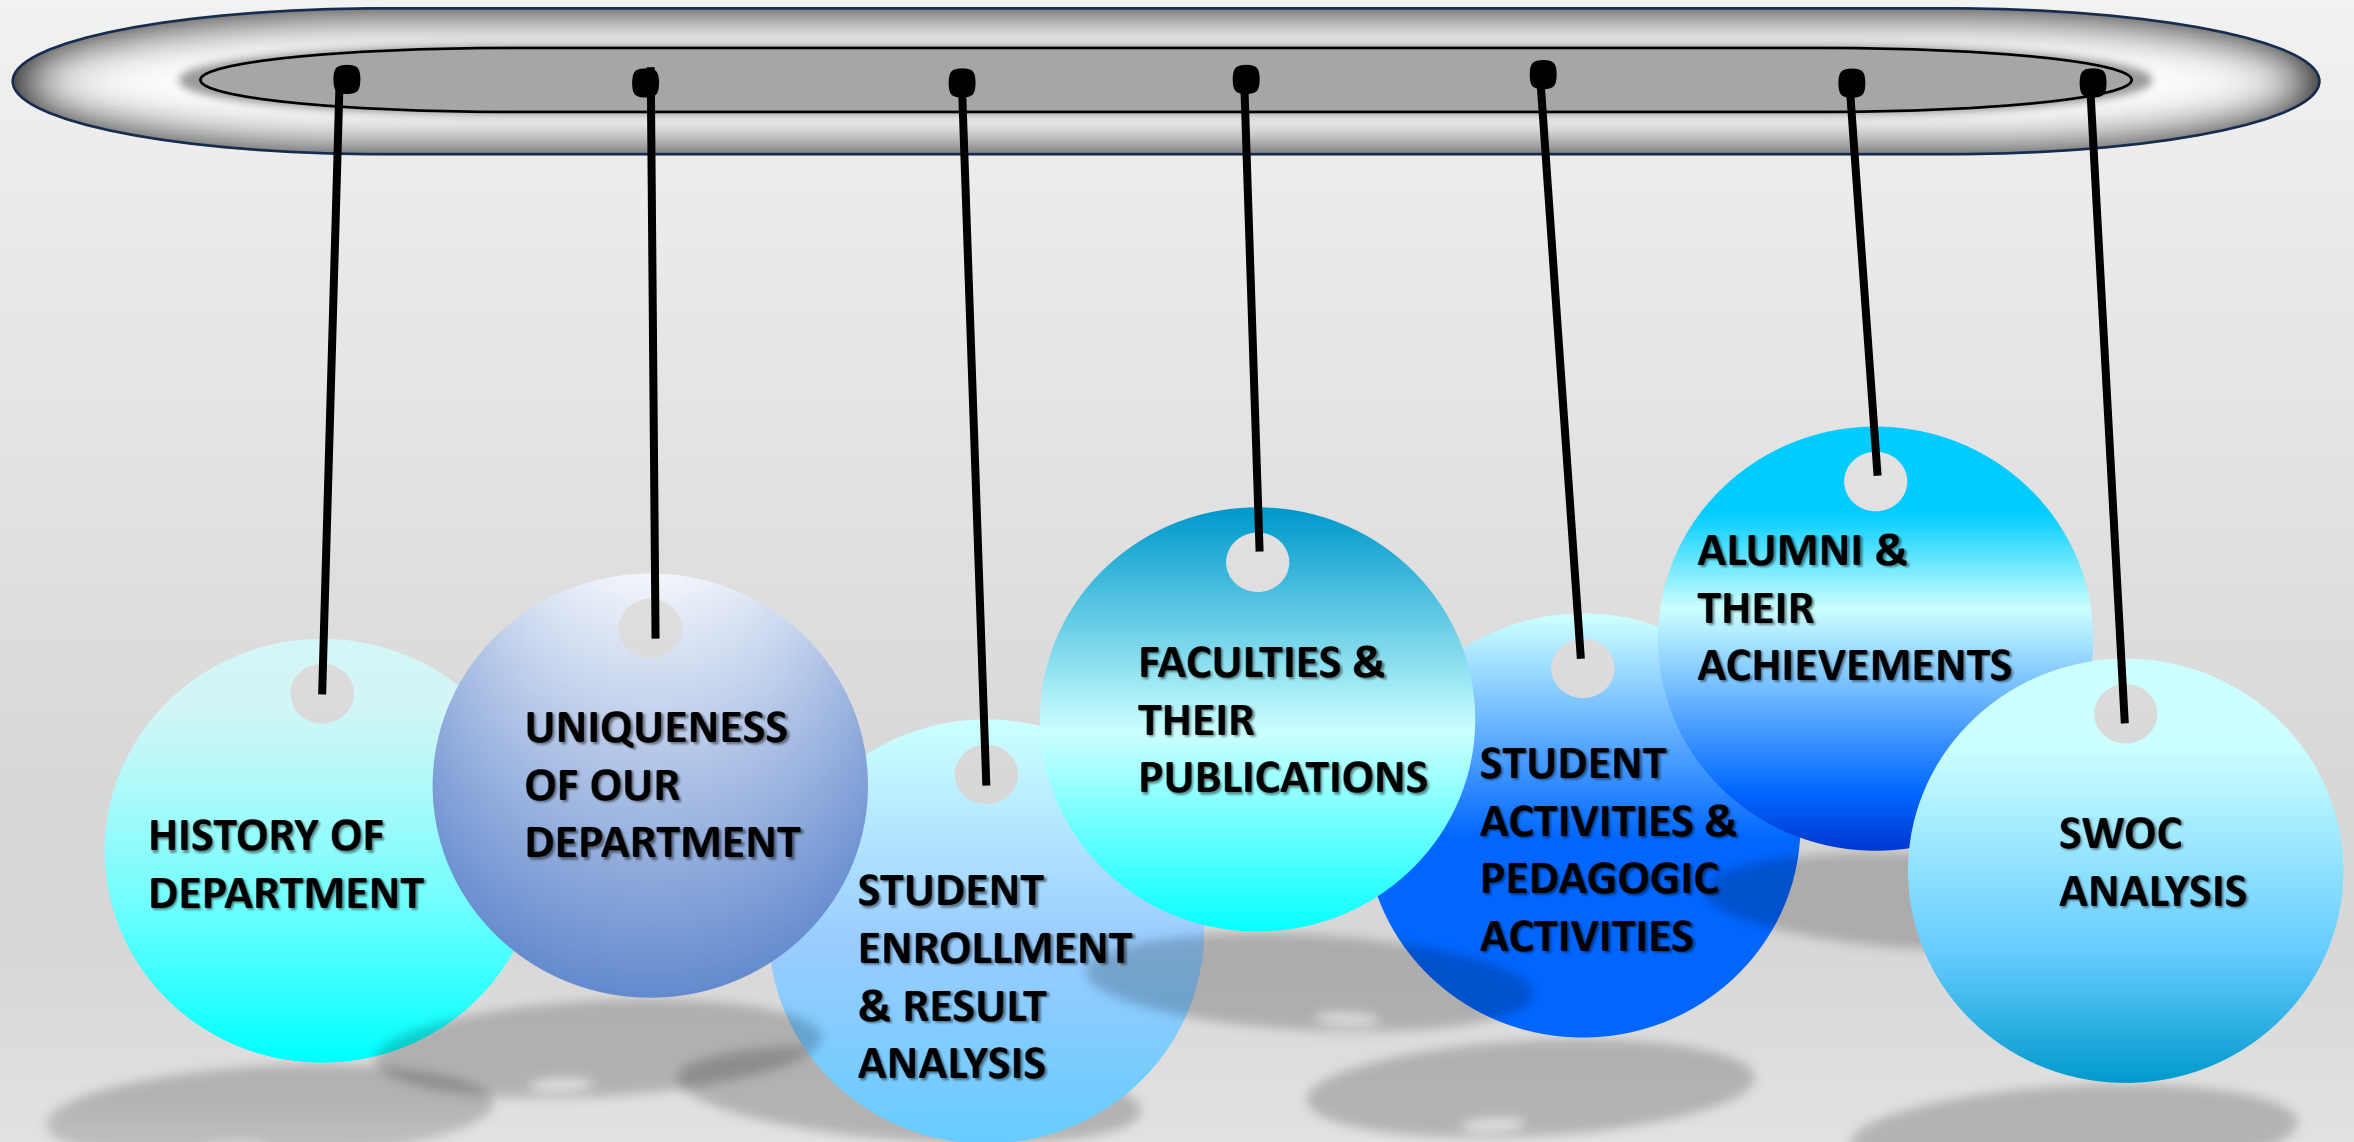 HISTORY OF
DEPARTMENT
UNIQUENESS
OF OUR
DEPARTMENT
STUDENT
ENROLLMENT
& RESULT
ANALYSIS
FACULTIES &
THEIR
PUBLICATIONS
STUDENT
ACTIVITIES &
PEDAGOGIC
ACTIVITIES
ALUMNI &
THEIR
ACHIEVEMENTS
SWOC
ANALYSIS